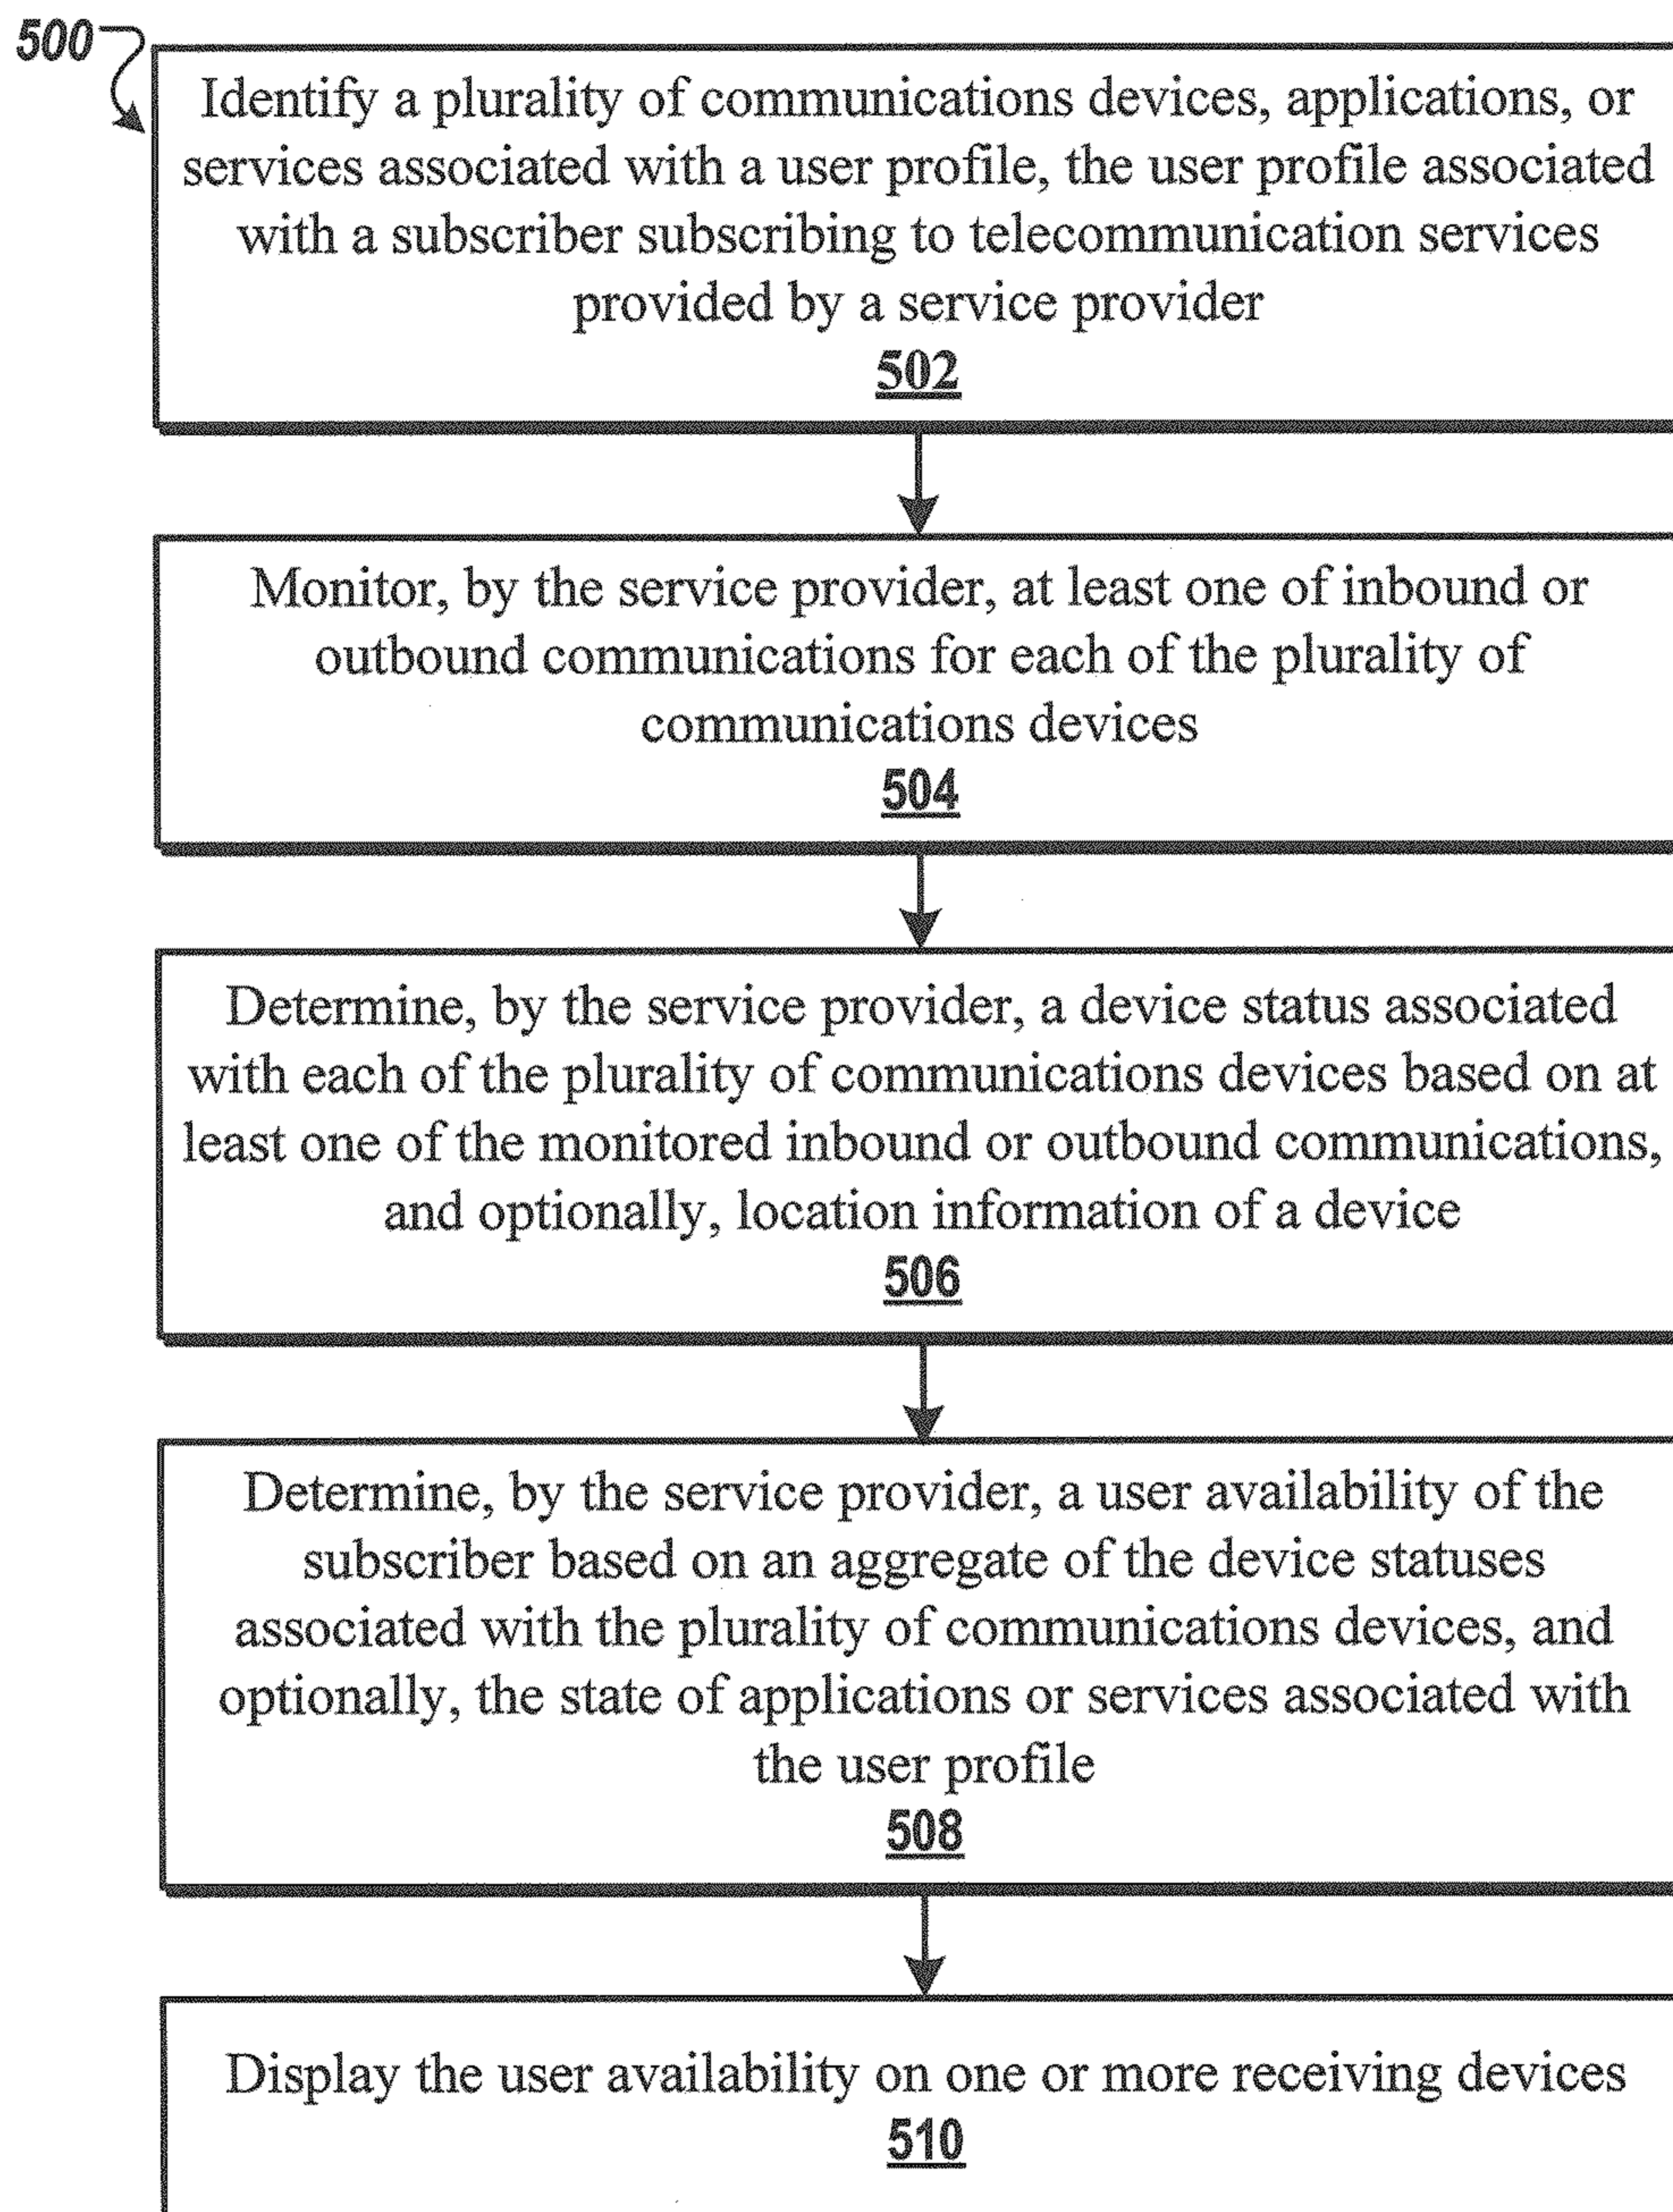 500
Identify a plurality of communications devices, applications, or
services associated with a user profile, the user profile associated
with a subscriber subscribing to telecommunication services
provided by a service provider
502
Monitor, by the service provider, at least one of inbound or
outbound communications for each of the plurality of
communications devices
504
Determine, by the service provider, a device status associated
with each of the plurality of communications devices based on at
least one of the monitored inbound or outbound communications,
and optionally, location information of a device
506
Determine, by the service provider, a user availability of the
subscriber based on an aggregate of the device statuses
associated with the plurality of communications devices, and
optionally, the state of applications or services associated with
the user profile
508
Display the user availability on one or more receiving devices
510